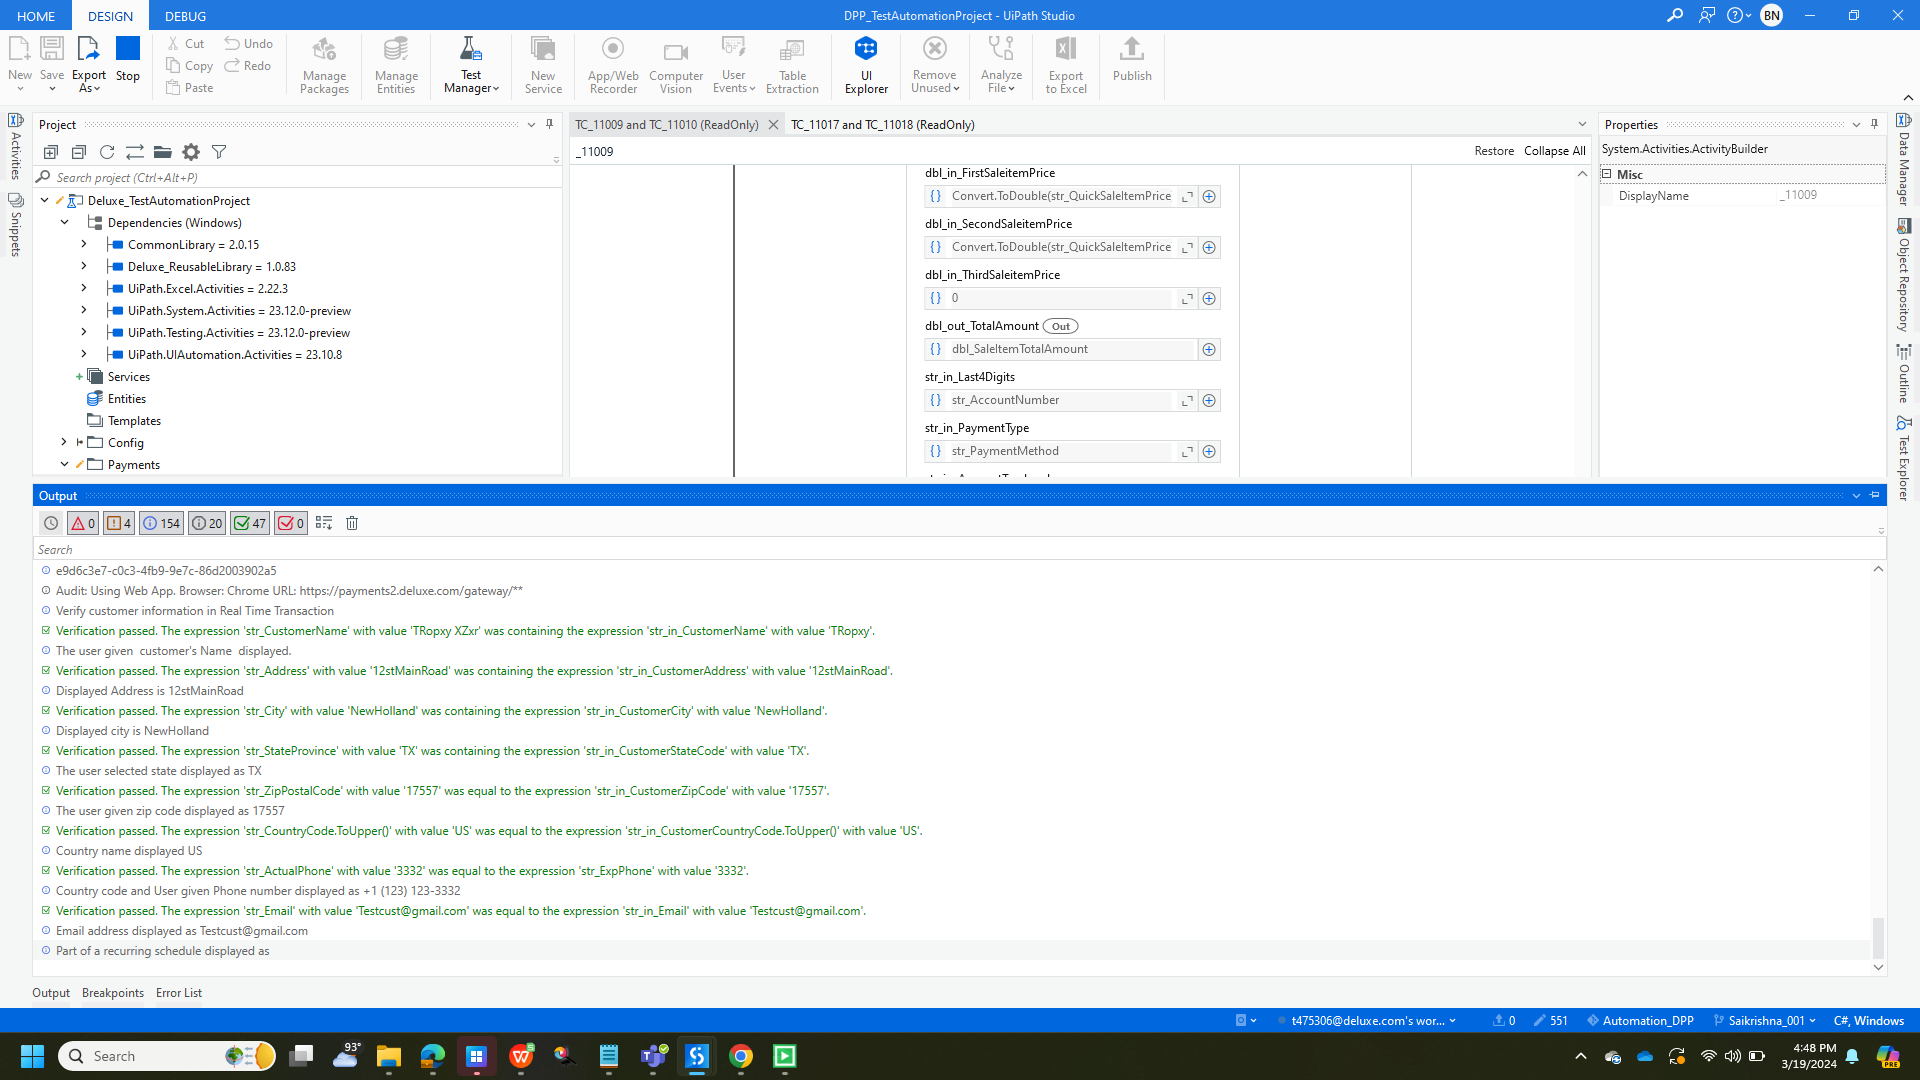 HOME
DESIGN
DEBUG
DPP_TestAutomationProject - UiPath Studio
BN
New
Save
Export As
Stop
Cut
Copy
Paste
Undo
Redo
Manage Packages
Manage Entities
Test Manager
New Service
App/Web Recorder
Computer Vision
User Events
Table Extraction
UI Explorer
Remove Unused
Analyze File
Export to Excel
Publish
Activities
Snippets
Project
Search project (Ctrl+Alt+P)
Deluxe_TestAutomationProject
Dependencies (Windows)
CommonLibrary = 2.0.15
Deluxe_ReusableLibrary = 1.0.83
UiPath.Excel.Activities = 2.22.3
UiPath.System.Activities = 23.12.0-preview
UiPath.Testing.Activities = 23.12.0-preview
UiPath.UIAutomation.Activities = 23.10.8
Services
Entities
Templates
Config
Payments
TC_11009 and TC_11010 (ReadOnly)
TC_11017 and TC_11018 (ReadOnly)
_11009
Restore
Collapse All
dbl_in_FirstSaleitemPrice
Convert.ToDouble(str_QuickSaleItemPrice
dbl_in_SecondSaleitemPrice
Convert.ToDouble(str_QuickSaleItemPrice
dbl_in_ThirdSaleitemPrice
0
dbl_out_TotalAmount Out
dbl_SaleItemTotalAmount
str_in_Last4Digits
str_AccountNumber
str_in_PaymentType
str_PaymentMethod
Properties
System.Activities.ActivityBuilder
Misc
DisplayName
_11009
Data Manager
Object Repository
Outline
Test Explorer
Output
0
4
154
20
47
0
Search
e9d6c3e7-c0c3-4fb9-9e7c-86d2003902a5
Audit: Using Web App. Browser: Chrome URL: https://payments2.deluxe.com/gateway/**
Verify customer information in Real Time Transaction
Verification passed. The expression 'str_CustomerName' with value 'TRopxy XZxr' was containing the expression 'str_in_CustomerName' with value 'TRopxy'.
The user given  customer's Name  displayed.
Verification passed. The expression 'str_Address' with value '12stMainRoad' was containing the expression 'str_in_CustomerAddress' with value '12stMainRoad'.
Displayed Address is 12stMainRoad
Verification passed. The expression 'str_City' with value 'NewHolland' was containing the expression 'str_in_CustomerCity' with value 'NewHolland'.
Displayed city is NewHolland
Verification passed. The expression 'str_StateProvince' with value 'TX' was containing the expression 'str_in_CustomerStateCode' with value 'TX'.
The user selected state displayed as TX
Verification passed. The expression 'str_ZipPostalCode' with value '17557' was equal to the expression 'str_in_CustomerZipCode' with value '17557'.
The user given zip code displayed as 17557
Verification passed. The expression 'str_CountryCode.ToUpper()' with value 'US' was equal to the expression 'str_in_CustomerCountryCode.ToUpper()' with value 'US'.
Country name displayed US
Verification passed. The expression 'str_ActualPhone' with value '3332' was equal to the expression 'str_ExpPhone' with value '3332'.
Country code and User given Phone number displayed as +1 (123) 123-3332
Verification passed. The expression 'str_Email' with value 'Testcust@gmail.com' was equal to the expression 'str_in_Email' with value 'Testcust@gmail.com'.
Email address displayed as Testcust@gmail.com
Part of a recurring schedule displayed as
Output
Breakpoints
Error List
t475306@deluxe.com's wor...
0
551
Automation_DPP
Saikrishna_001
C#, Windows
Search
93°
4:48 PM
3/19/2024
PRE